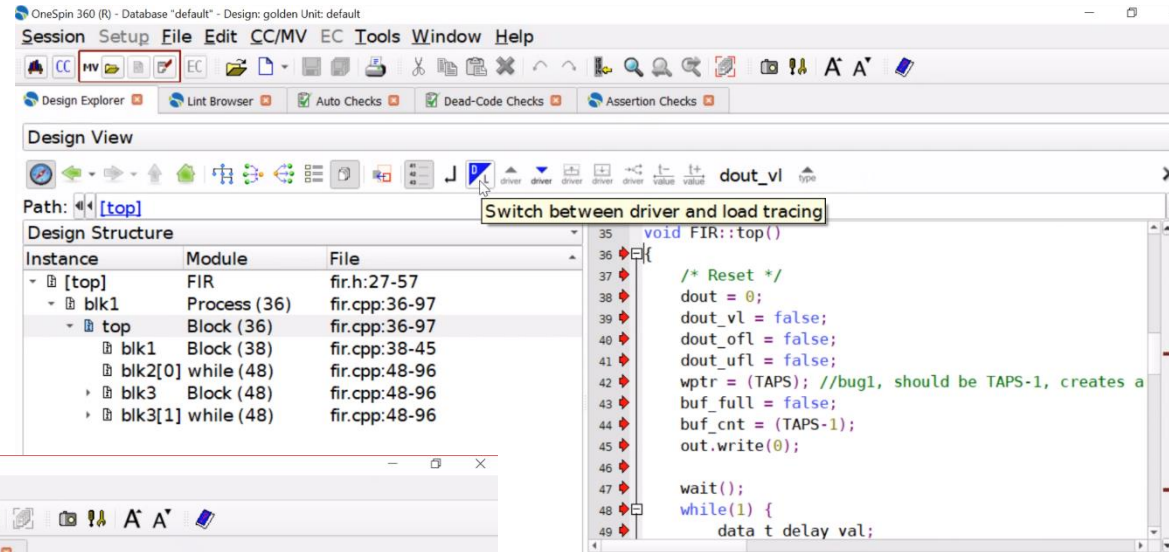 OneSpin 360 (R) - Database "default" - Design: golden Unit: default
Session Setup File Edit CC/MV EC Tools Window Help
CC MV EC A A
Design Explorer Lint Browser Auto Checks Dead-Code Checks Assertion Checks
Design View
D L driver driver driver driver driver t- value t+ value dout_vl type
Path: [top]
Switch between driver and load tracing
Design Structure
Instance Module File
[top] FIR fir.h:27-57
blk1 Process (36) fir.cpp:36-97
top Block (36) fir.cpp:36-97
blk1 Block (38) fir.cpp:38-45
blk2[0] while (48) fir.cpp:48-96
blk3 Block (48) fir.cpp:48-96
blk3[1] while (48) fir.cpp:48-96
35 void FIR::top()
36 {
37 /* Reset */
38 dout = 0;
39 dout_vl = false;
40 dout_ofl = false;
41 dout_ufl = false;
42 wptr = (TAPS); //bug1, should be TAPS-1, creates a
43 buf_full = false;
44 buf_cnt = (TAPS-1);
45 out.write(0);
46
47 wait();
48 while(1) {
49 data_t delay_val;
A A